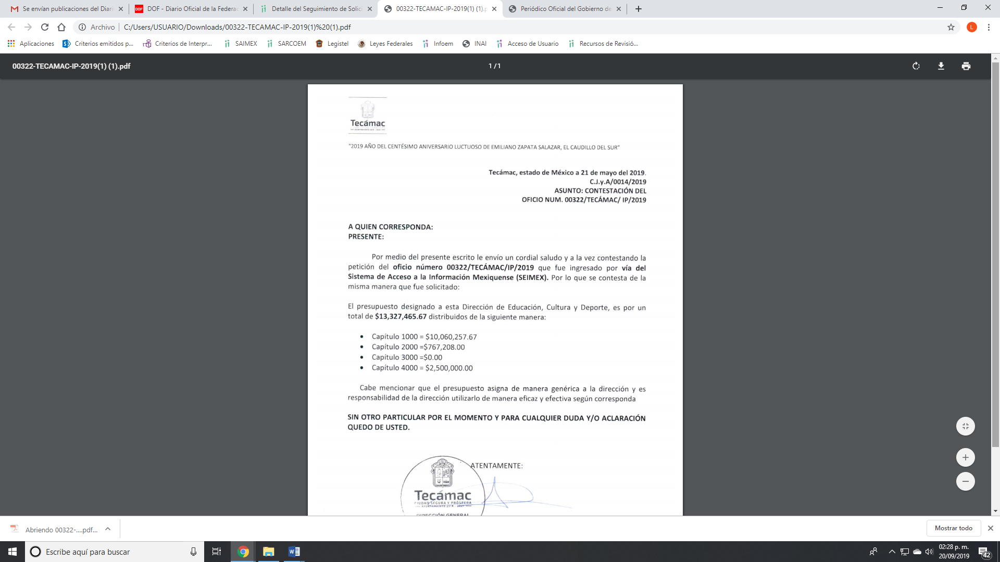 Se envían publicaciones del Diari
DOF - Diario Oficial de la Federac
Detalle del Seguimiento de Solici
00322-TECAMAC-IP-2019(1) (1).p
Periódico Oficial del Gobierno de
Archivo C:/Users/USUARIO/Downloads/00322-TECAMAC-IP-2019(1)%20(1).pdf
L
Aplicaciones
Criterios emitidos p...
Criterios de Interpr...
SAIMEX
SARCOEM
Legistel
Leyes Federales
Infoem
INAI
Acceso de Usuario
Recursos de Revisió...
00322-TECAMAC-IP-2019(1) (1).pdf
1 / 1
Tecámac
"2019 AÑO DEL CENTÉSIMO ANIVERSARIO LUCTUOSO DE EMILIANO ZAPATA SALAZAR, EL CAUDILLO DEL SUR"
Tecámac, estado de México a 21 de mayo del 2019.
C.J.y.A/0014/2019
ASUNTO: CONTESTACIÓN DEL
OFICIO NUM. 00322/TECÁMAC/ IP/2019
A QUIEN CORRESPONDA:
PRESENTE:
Por medio del presente escrito le envío un cordial saludo y a la vez contestando la
petición del oficio número 00322/TECÁMAC/IP/2019 que fue ingresado por vía del
Sistema de Acceso a la Información Mexiquense (SEIMEX). Por lo que se contesta de la
misma manera que fue solicitado:
El presupuesto designado a esta Dirección de Educación, Cultura y Deporte, es por un
total de $13,327,465.67 distribuidos de la siguiente manera:
• Capítulo 1000 = $10,060,257.67
• Capítulo 2000 =$767,208.00
• Capítulo 3000 =$0.00
• Capítulo 4000 = $2,500,000.00
Cabe mencionar que el presupuesto asigna de manera genérica a la dirección y es
responsabilidad de la dirección utilizarlo de manera eficaz y efectiva según corresponda
SIN OTRO PARTICULAR POR EL MOMENTO Y PARA CUALQUIER DUDA Y/O ACLARACIÓN
QUEDO DE USTED.
ATENTAMENTE:
Tecámac
CIUDAD SEGURA Y PRÓSPERA
AYUNTAMIENTO 2019 - 2021
DIRECCIÓN GENERAL
Abriendo 00322-....pdf...
Mostrar todo
Escribe aquí para buscar
02:28 p. m.
20/09/2019
42